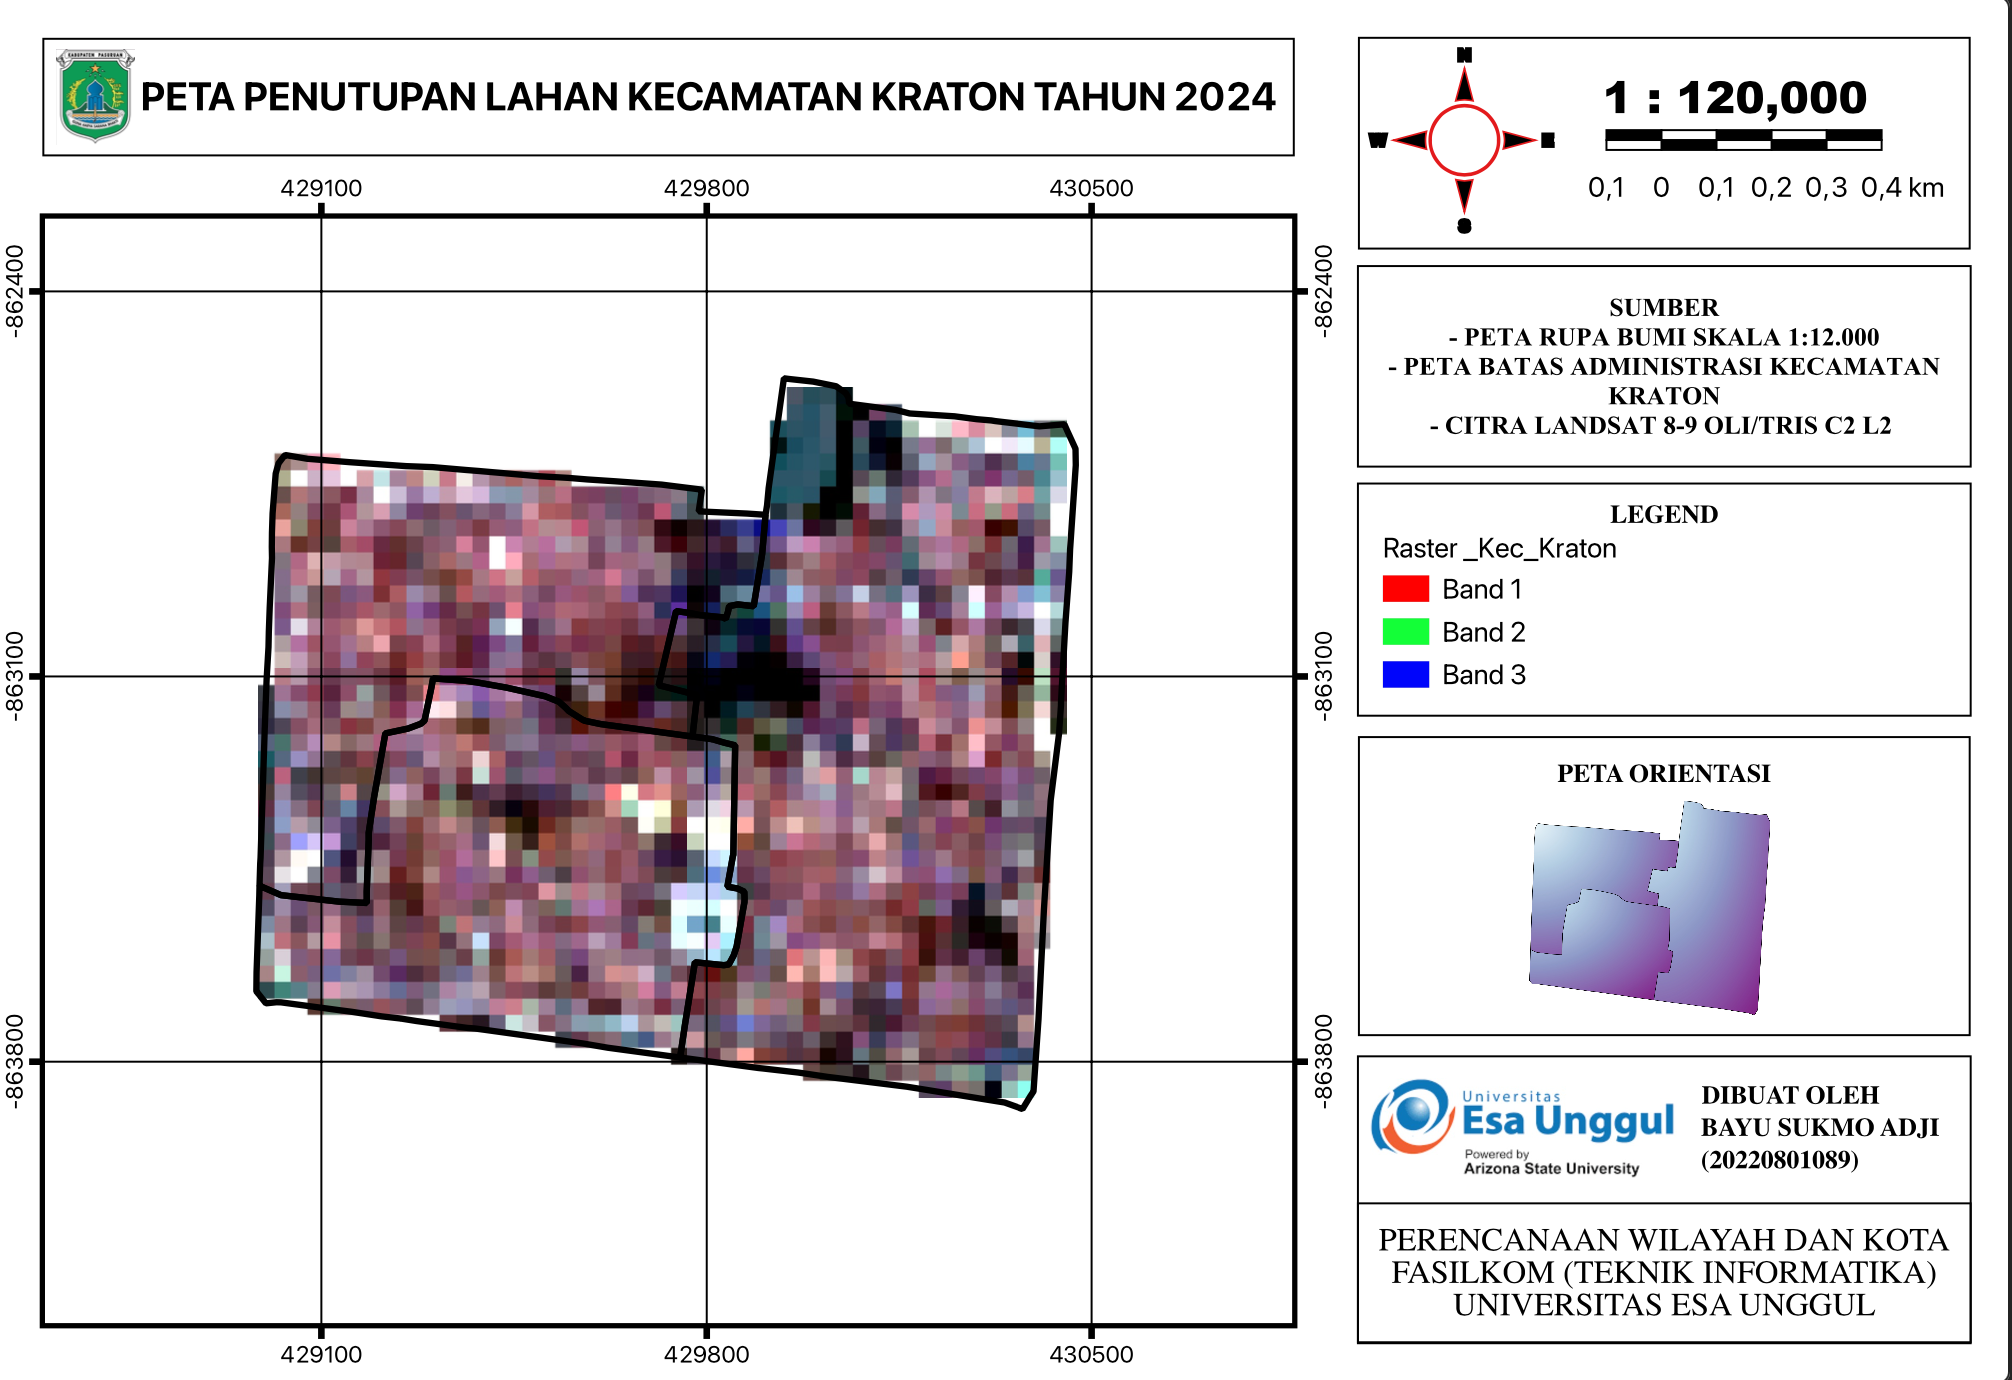 KABUPATEN PASURUAN
PETA PENUTUPAN LAHAN KECAMATAN KRATON TAHUN 2024
429100 429800 430500
-862400 -862400
-863100 -863100
-863800 -863800
429100 429800 430500
N
W E
S
1 : 120,000
0,1 0 0,1 0,2 0,3 0,4 km
SUMBER
- PETA RUPA BUMI SKALA 1:12.000
- PETA BATAS ADMINISTRASI KECAMATAN
KRATON
- CITRA LANDSAT 8-9 OLI/TRIS C2 L2
LEGEND
Raster _Kec_Kraton
Band 1
Band 2
Band 3
PETA ORIENTASI
Universitas
Esa Unggul
Powered by
Arizona State University
DIBUAT OLEH
BAYU SUKMO ADJI
(20220801089)
PERENCANAAN WILAYAH DAN KOTA
FASILKOM (TEKNIK INFORMATIKA)
UNIVERSITAS ESA UNGGUL